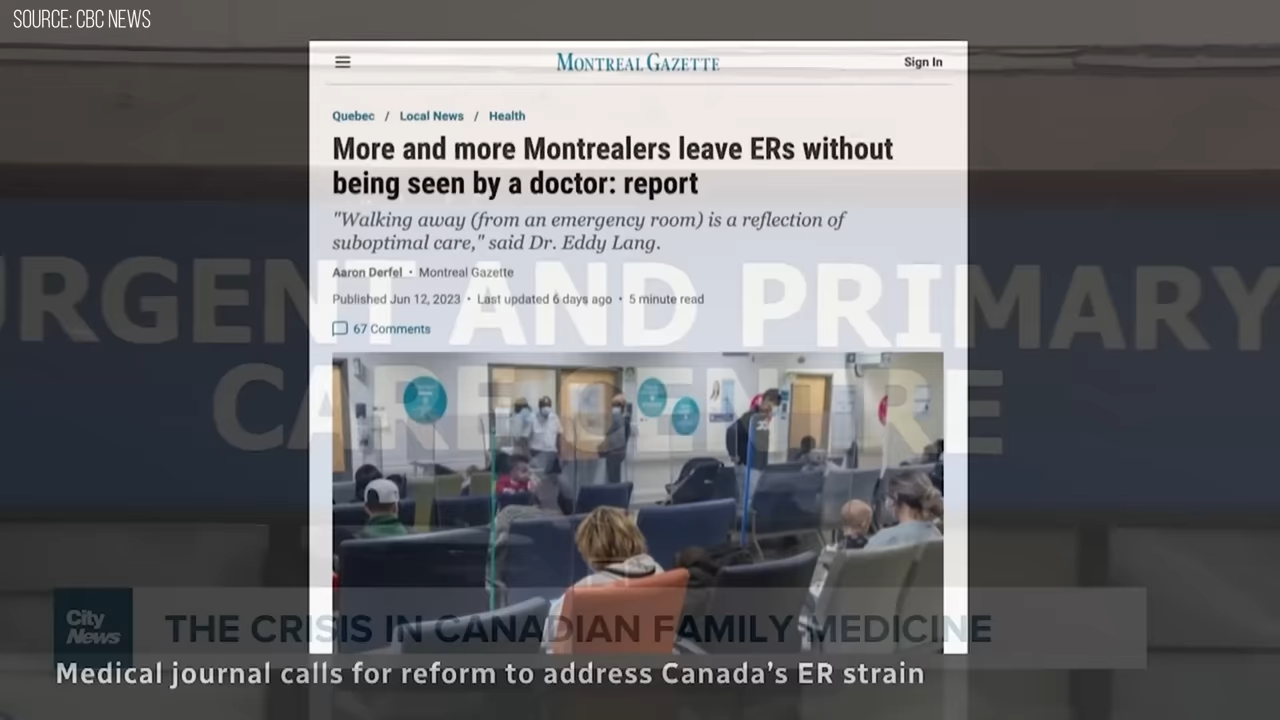 SOURCE: CBC NEWS
MONTREAL GAZETTE
Sign In
Quebec / Local News / Health
More and more Montrealers leave ERs without
being seen by a doctor: report
"Walking away (from an emergency room) is a reflection of
suboptimal care," said Dr. Eddy Lang.
Aaron Derfel • Montreal Gazette
Published Jun 12, 2023 • Last updated 6 days ago • 5 minute read
67 Comments
URGENT AND PRIMARY
CARE CENTRE
City
News
THE CRISIS IN CANADIAN FAMILY MEDICINE
Medical journal calls for reform to address Canada's ER strain